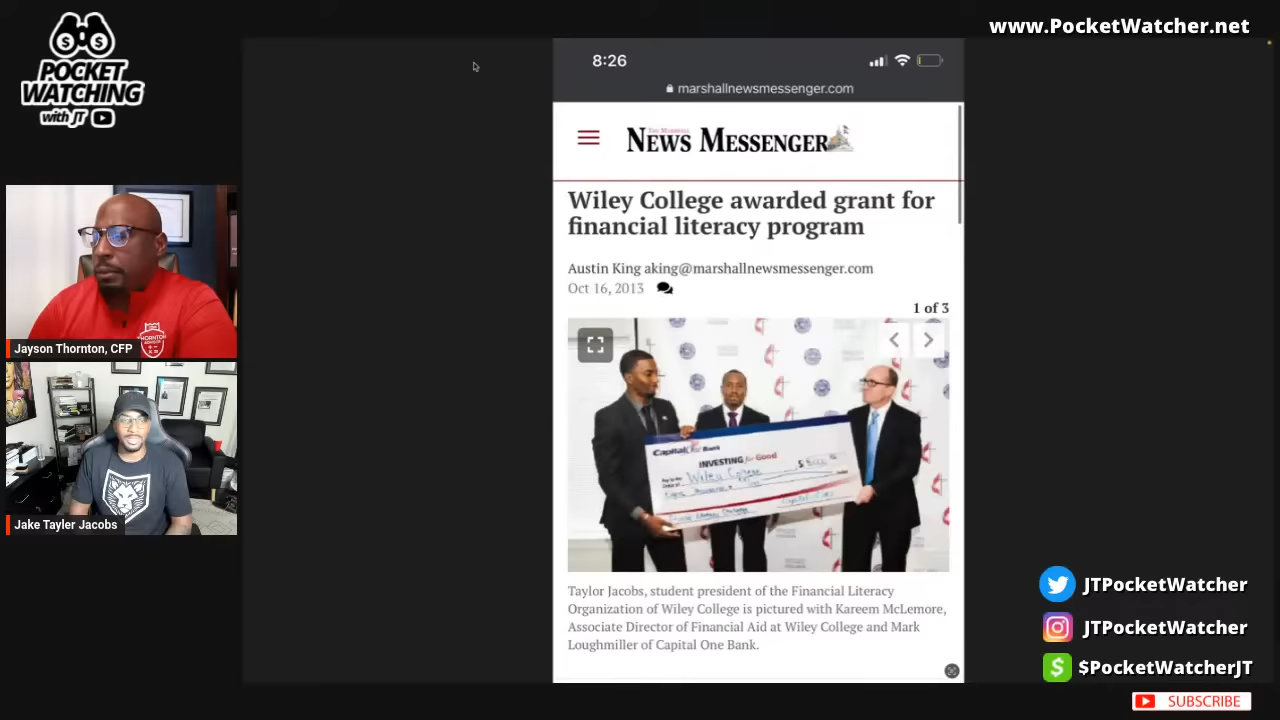 www.PocketWatcher.net
POCKET
WATCHING
with JT
8:26
marshallnewsmessenger.com
THE MARSHALL
NEWS MESSENGER
Wiley College awarded grant for
financial literacy program
Austin King aking@marshallnewsmessenger.com
Oct 16, 2013
1 of 3
THORNTON
Jayson Thornton, CFP
Capital One Bank
INVESTING for Good
Wiley College
Jake Tayler Jacobs
Taylor Jacobs, student president of the Financial Literacy
Organization of Wiley College is pictured with Kareem McLemore,
Associate Director of Financial Aid at Wiley College and Mark
Loughmiller of Capital One Bank.
JTPocketWatcher
JTPocketWatcher
$PocketWatcherJT
SUBSCRIBE